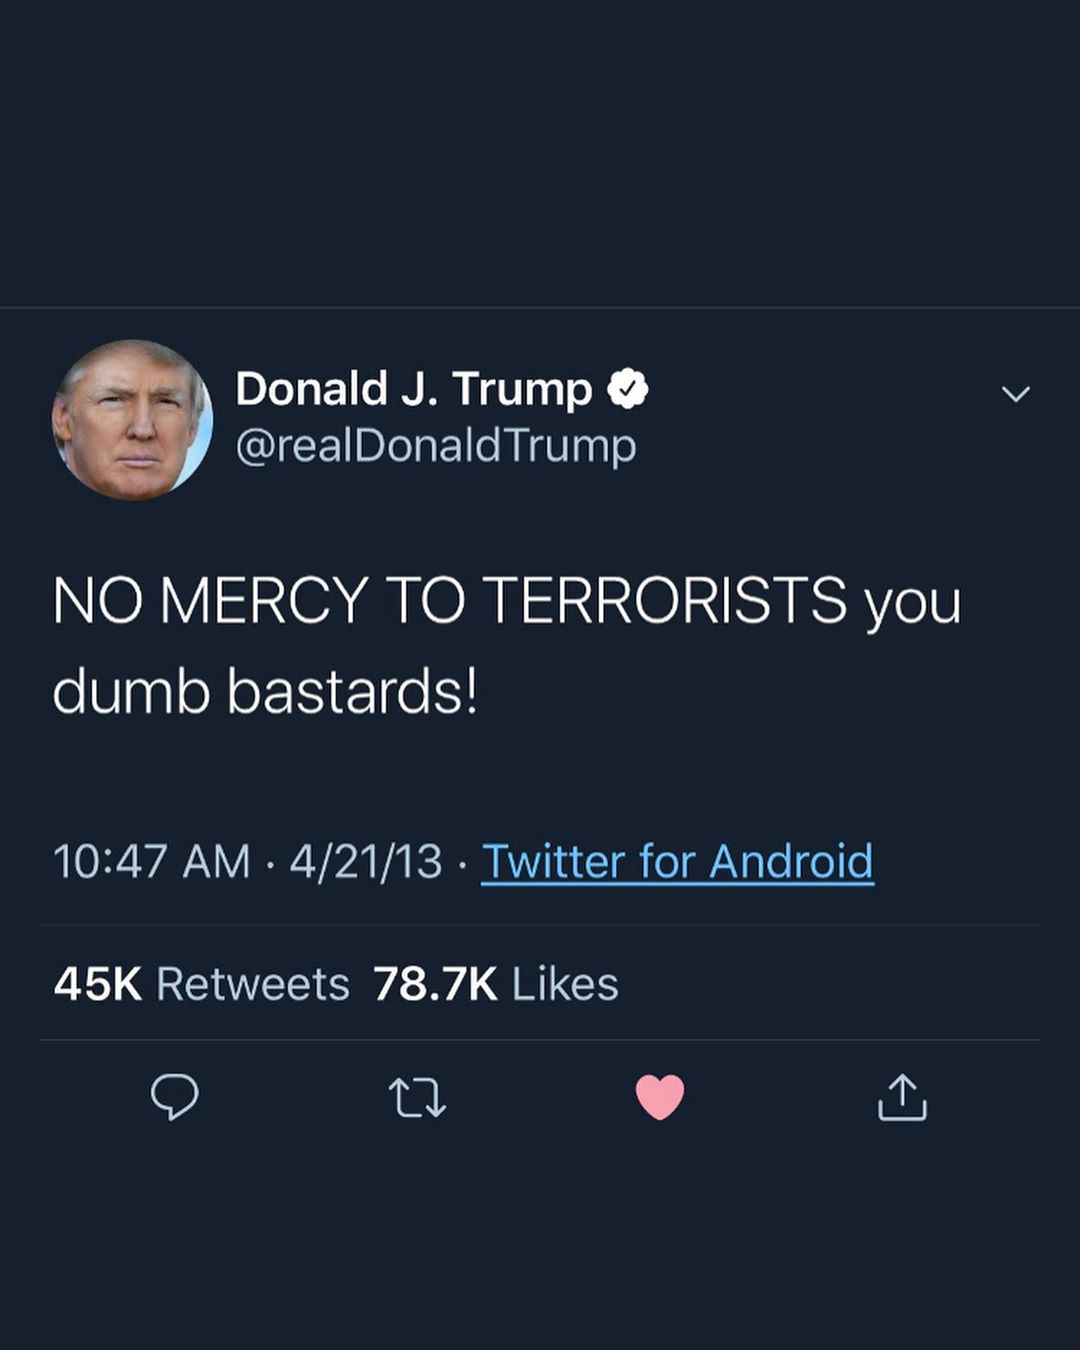 Donald J. Trump
@realDonaldTrump
NO MERCY TO TERRORISTS you
dumb bastards!
10:47 AM · 4/21/13 · Twitter for Android
45K Retweets 78.7K Likes